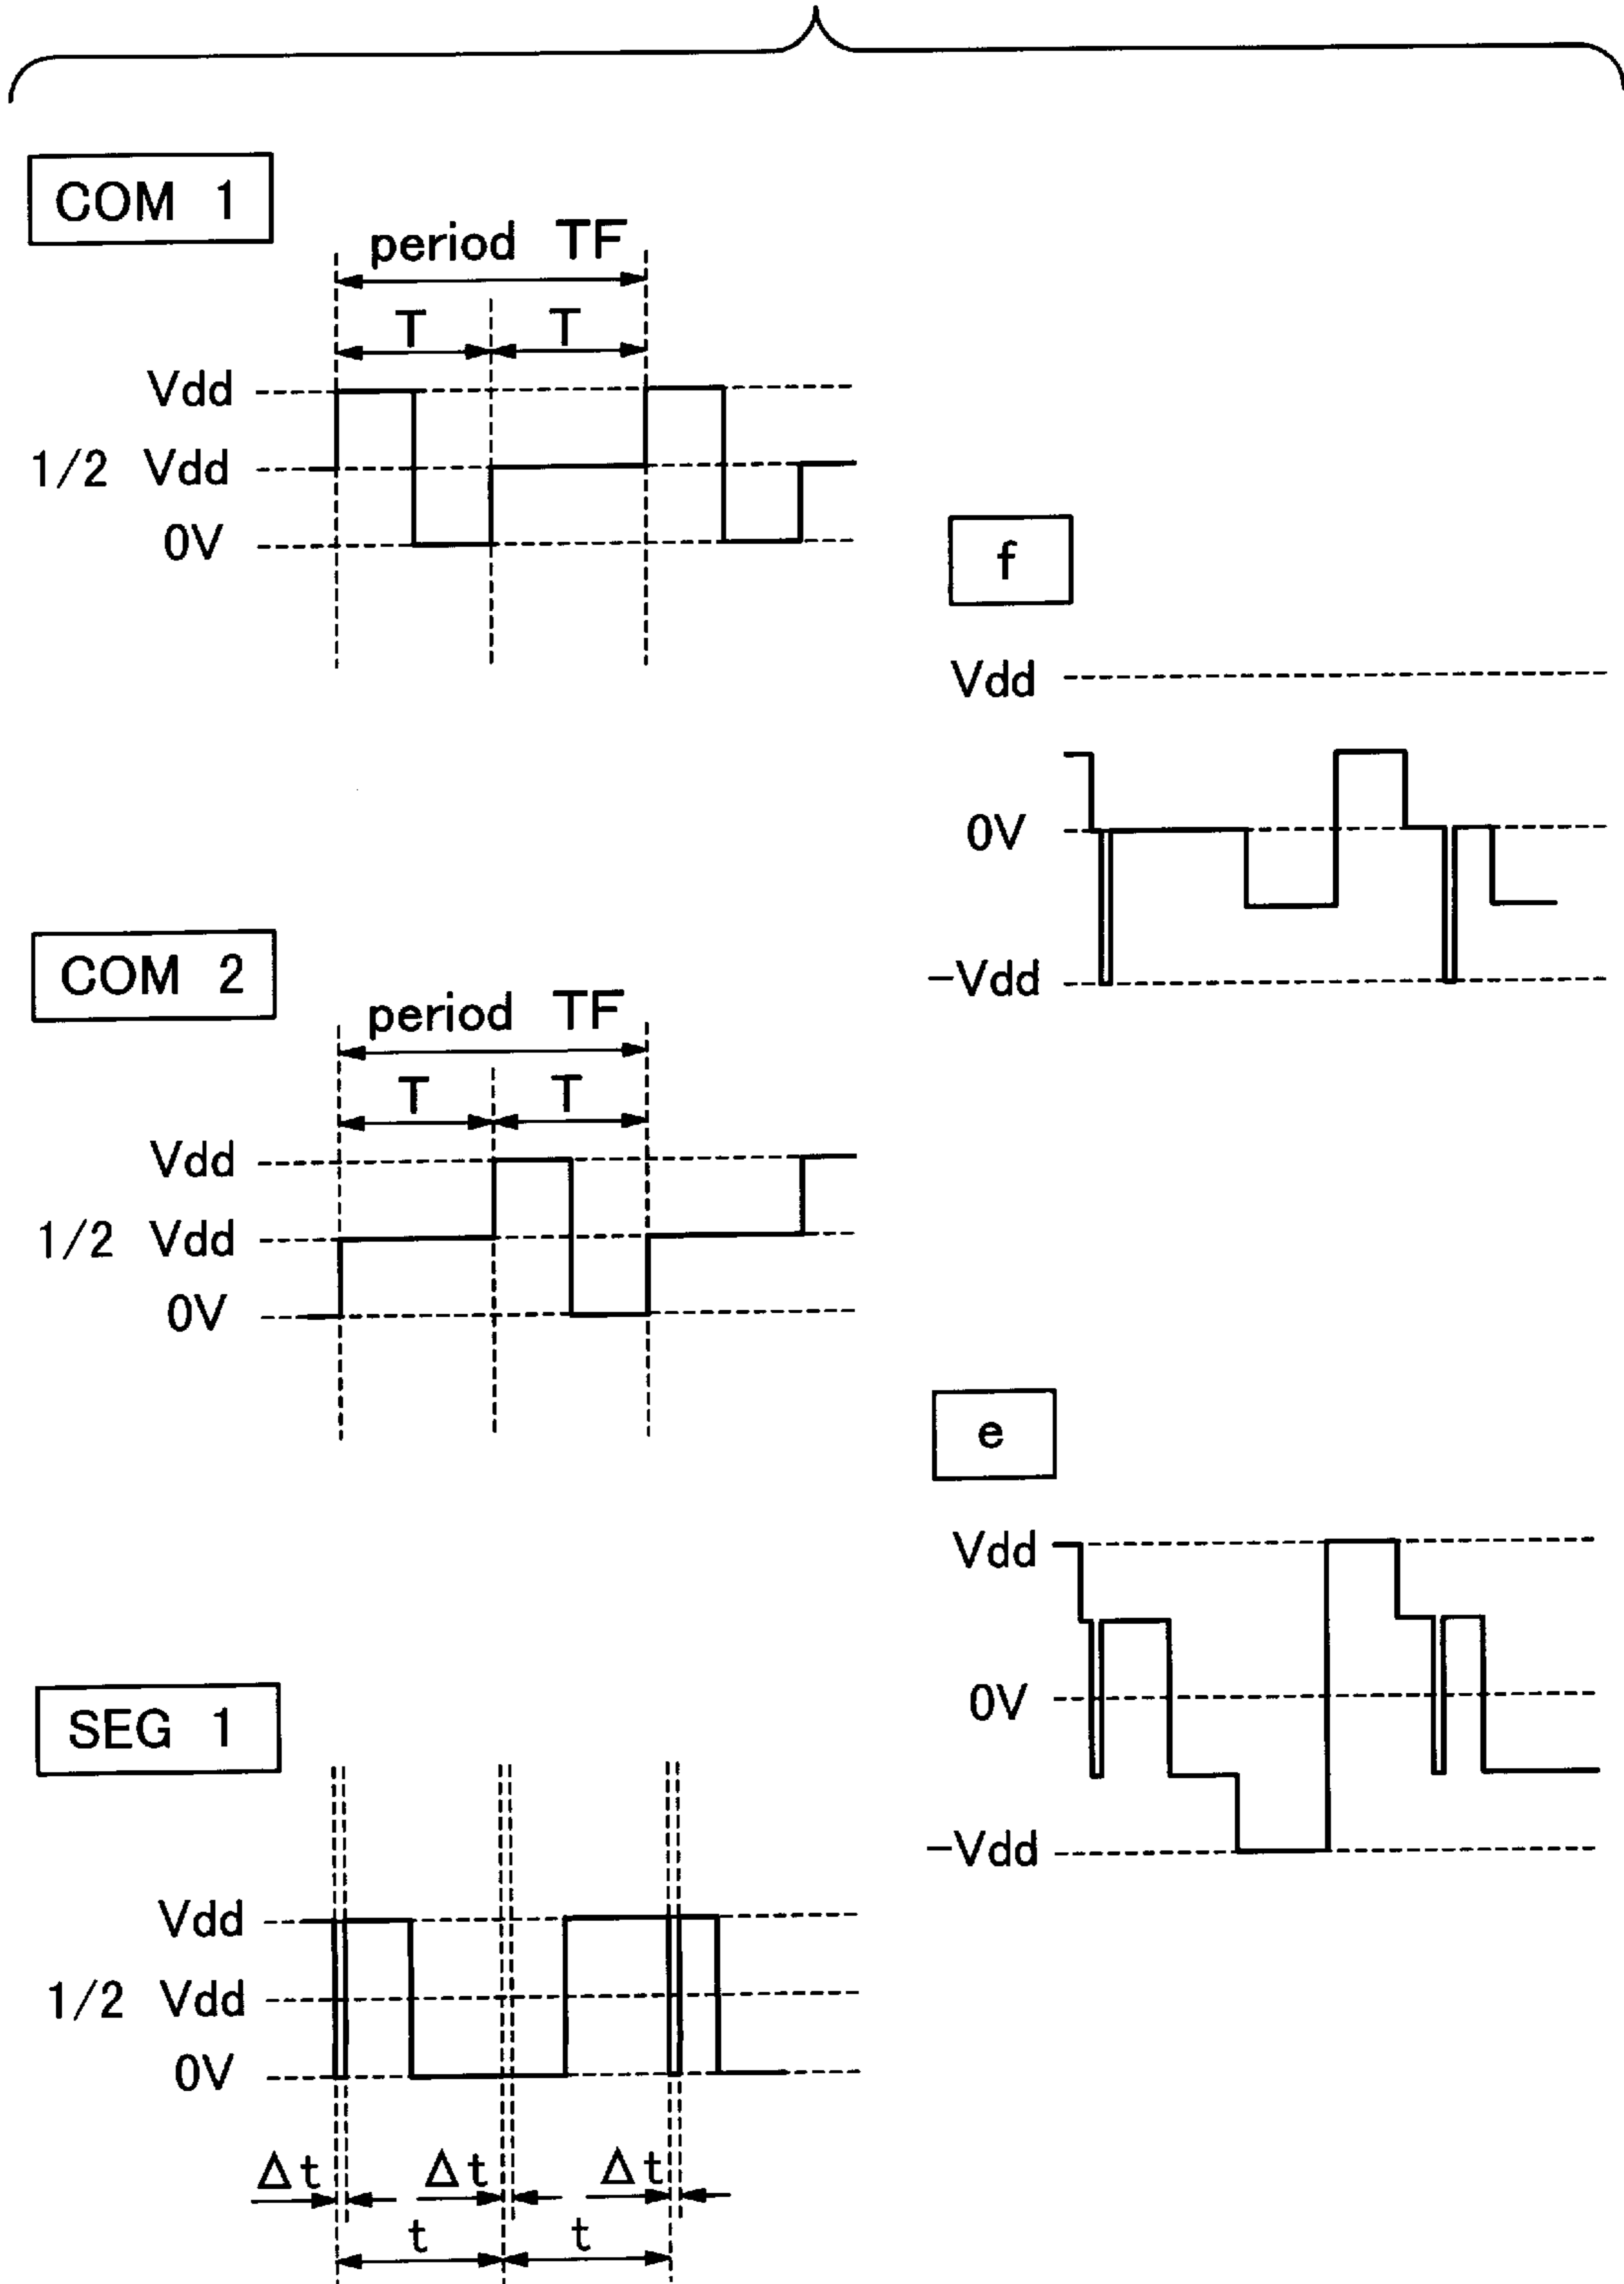 COM 1
period TF
T T
Vdd
1/2 Vdd
0V
f
Vdd
0V
-Vdd
COM 2
period TF
T T
Vdd
1/2 Vdd
0V
e
Vdd
0V
-Vdd
SEG 1
Vdd
1/2 Vdd
0V
Δt Δt Δt
t t